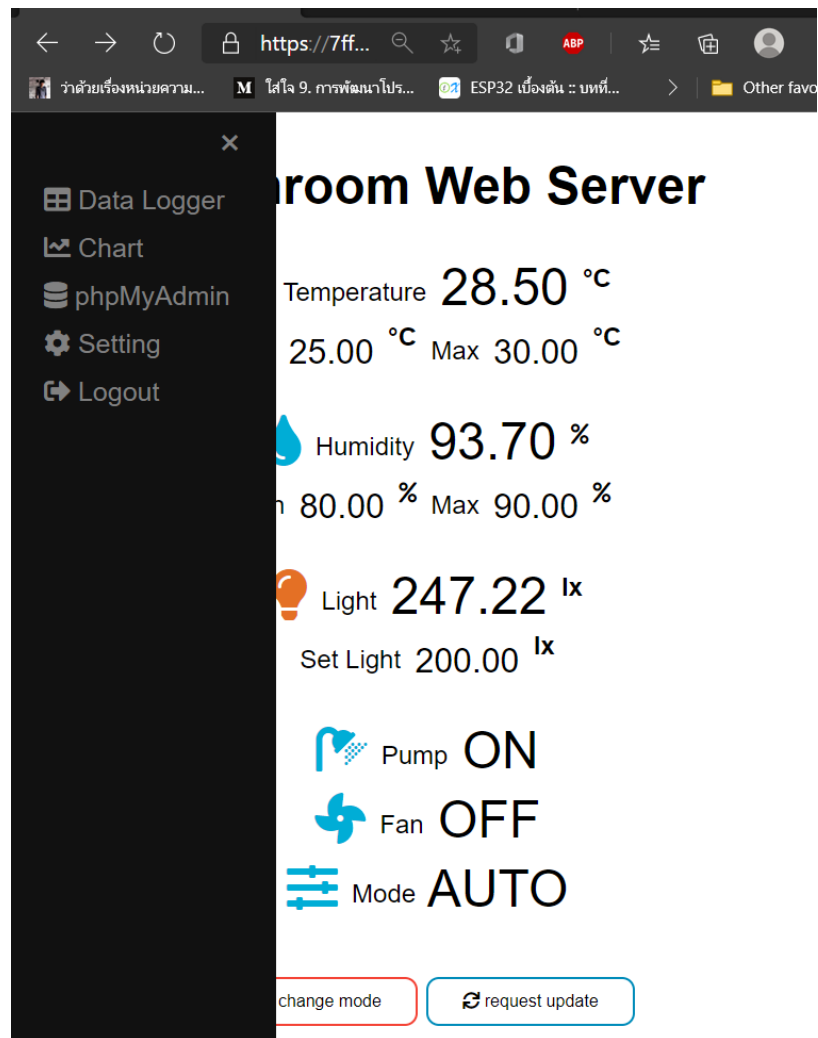 https://7ff...
ABP
ว่าด้วยเรื่องหน่วยความ...
M ใส่ใจ 9. การพัฒนาโปร...
ESP32 เบื้องต้น :: บทที่...
Other favo
×
room Web Server
Data Logger
Chart
phpMyAdmin
Setting
Logout
Temperature 28.50 °C
25.00 °C Max 30.00 °C
Humidity 93.70 %
n 80.00 % Max 90.00 %
Light 247.22 lx
Set Light 200.00 lx
Pump ON
Fan OFF
Mode AUTO
change mode
request update